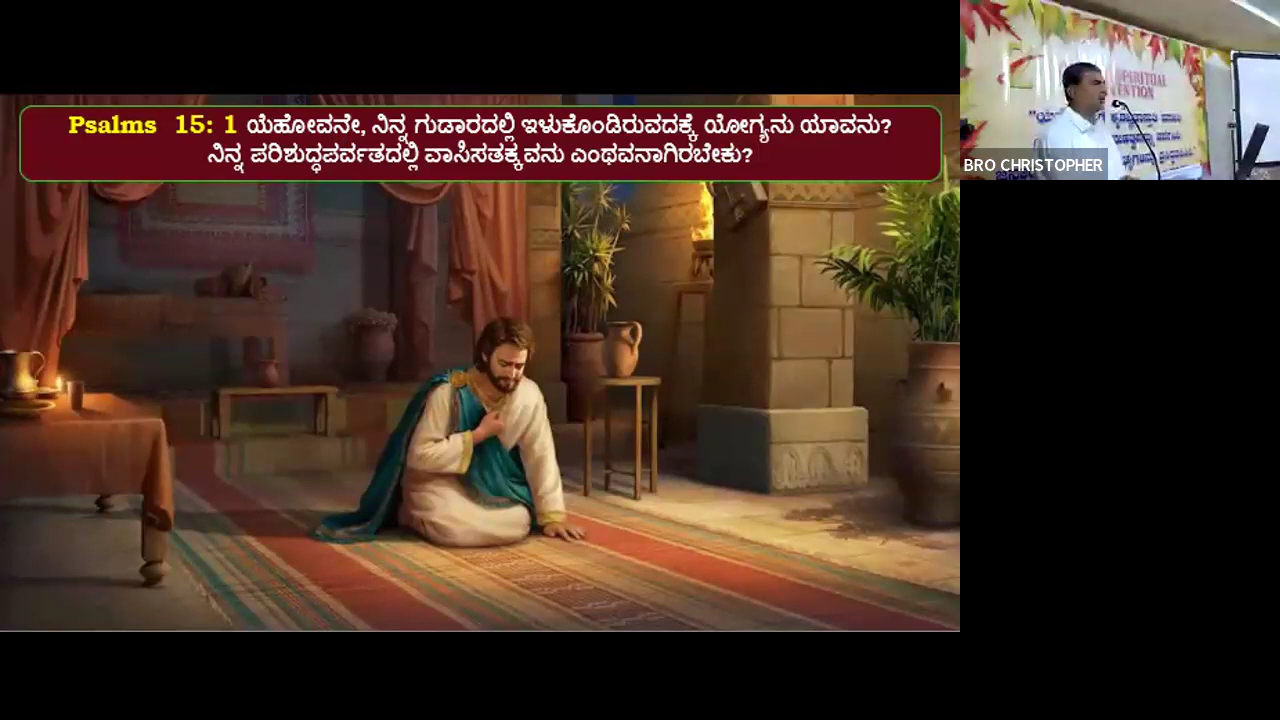 Psalms 15: 1 ಯೆಹೋವನೇ, ನಿನ್ನ ಗುಡಾರದಲ್ಲಿ ಇಳುಕೊಂಡಿರುವದಕ್ಕೆ ಯೋಗ್ಯನು ಯಾವನು?
ನಿನ್ನ ಪರಿಶುದ್ಧಪರ್ವತದಲ್ಲಿ ವಾಸಿಸತಕ್ಕವನು ಎಂಥವನಾಗಿರಬೇಕು?
BRO CHRISTOPHER